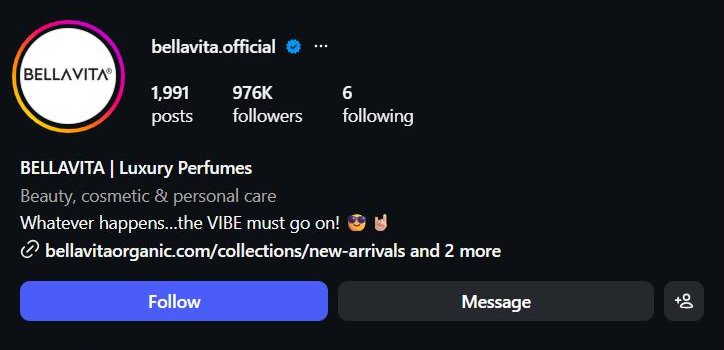 BELLAVITA®
bellavita.official
1,991 976K 6
posts followers following
BELLAVITA | Luxury Perfumes
Beauty, cosmetic & personal care
Whatever happens...the VIBE must go on! 😎🤘🏼
bellavitaorganic.com/collections/new-arrivals and 2 more
Follow Message